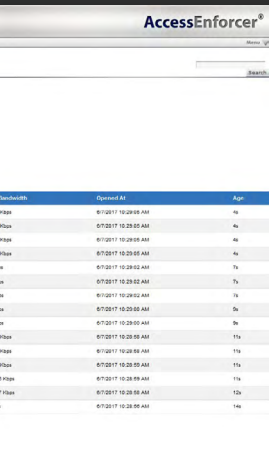 AccessEnforcer®
Menu
Search
Bandwidth Opened At Age
Kbps 6/7/2017 10:29:05 AM 4s
Kbps 6/7/2017 10:29:05 AM 4s
Kbps 6/7/2017 10:29:05 AM 4s
Kbps 6/7/2017 10:29:05 AM 4s
6/7/2017 10:29:02 AM 7s
6/7/2017 10:29:02 AM 7s
6/7/2017 10:29:02 AM 7s
6/7/2017 10:29:00 AM 9s
6/7/2017 10:29:00 AM 9s
Kbps 6/7/2017 10:28:58 AM 11s
Kbps 6/7/2017 10:28:58 AM 11s
Kbps 6/7/2017 10:28:59 AM 11s
Kbps 6/7/2017 10:28:59 AM 11s
Kbps 6/7/2017 10:28:58 AM 12s
6/7/2017 10:28:56 AM 14s